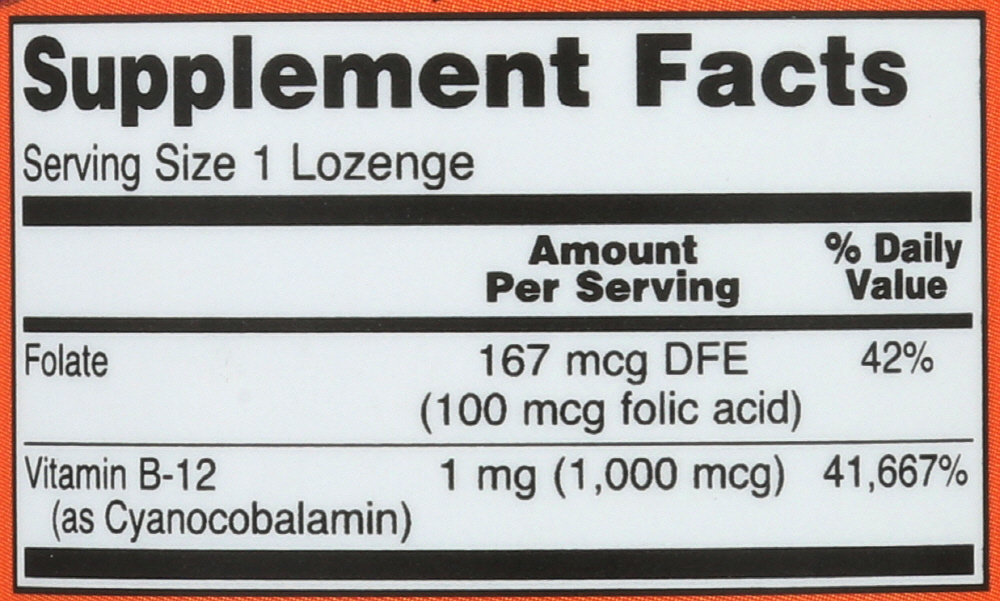 Supplement Facts
Serving Size 1 Lozenge
Amount Per Serving
% Daily Value
Folate 167 mcg DFE 42%
(100 mcg folic acid)
Vitamin B-12 1 mg (1,000 mcg) 41,667%
(as Cyanocobalamin)